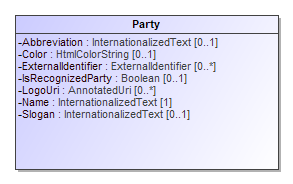 Party
-Abbreviation : InternationalizedText [0..1]
-Color : HtmlColorString [0..1]
-ExternalIdentifier : ExternalIdentifier [0..*]
-IsRecognizedParty : Boolean [0..1]
-LogoUri : AnnotatedUri [0..*]
-Name : InternationalizedText [1]
-Slogan : InternationalizedText [0..1]